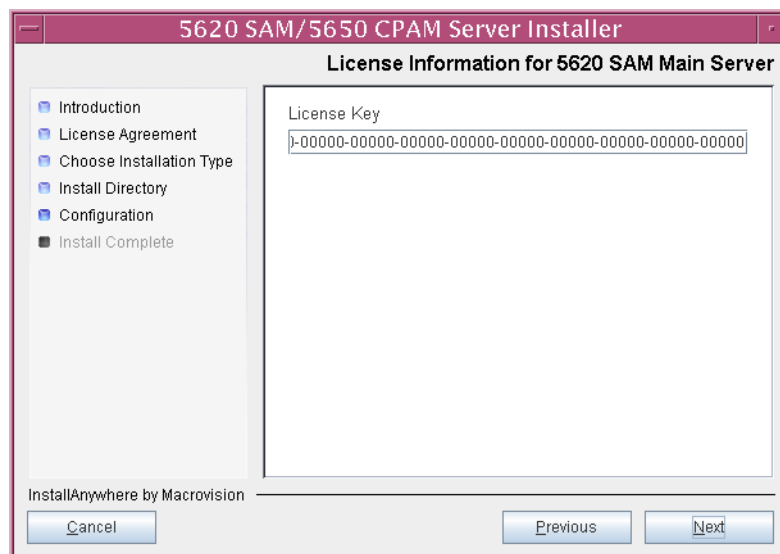 5620 SAM/5650 CPAM Server Installer
License Information for 5620 SAM Main Server
Introduction
License Agreement
Choose Installation Type
Install Directory
Configuration
Install Complete
License Key
)-00000-00000-00000-00000-00000-00000-00000-00000-00000
InstallAnywhere by Macrovision
Cancel
Previous
Next